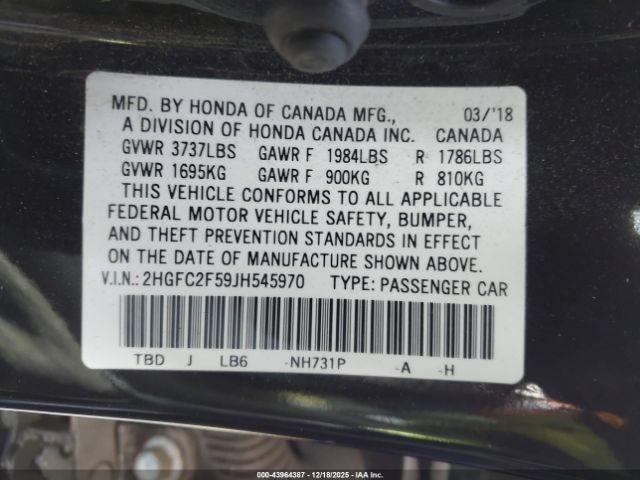 MFD. BY HONDA OF CANADA MFG., 03/'18
A DIVISION OF HONDA CANADA INC. CANADA
GVWR 3737LBS GAWR F 1984LBS R 1786LBS
GVWR 1695KG GAWR F 900KG R 810KG
THIS VEHICLE CONFORMS TO ALL APPLICABLE
FEDERAL MOTOR VEHICLE SAFETY, BUMPER,
AND THEFT PREVENTION STANDARDS IN EFFECT
ON THE DATE OF MANUFACTURE SHOWN ABOVE.
V.I.N.: 2HGFC2F59JH545970 TYPE: PASSENGER CAR
TBD J LB6 -NH731P -A -H
© 43964387 - 12/18/2025 - IAA Inc.